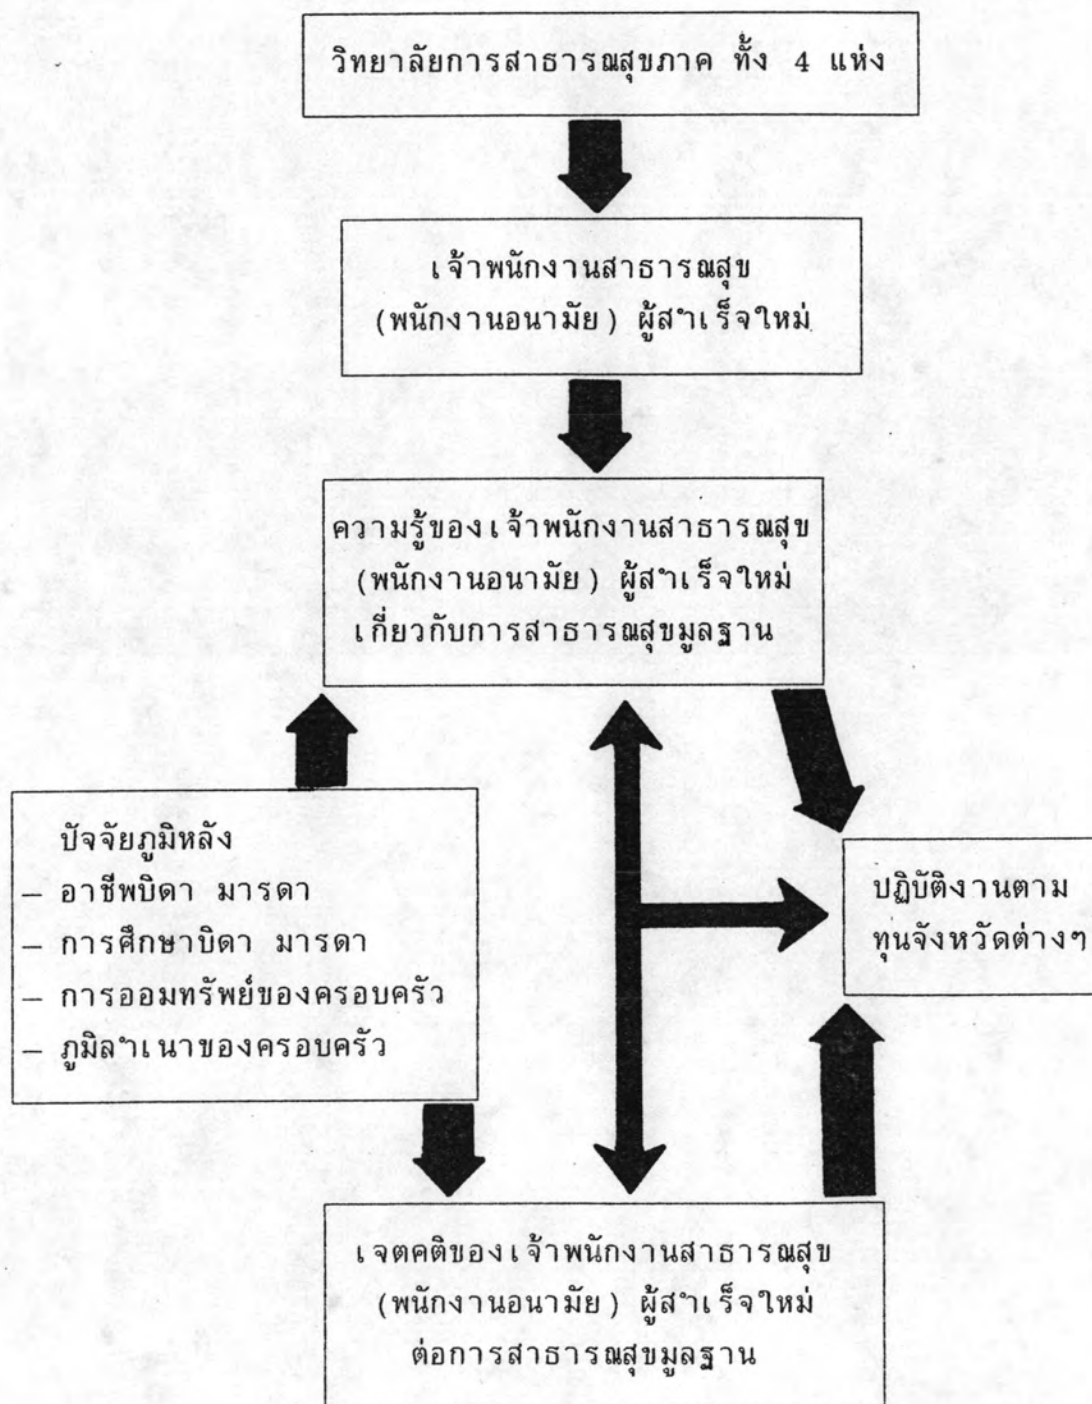 วิทยาลัยการสาธารณสุขภาค ทั้ง 4 แห่ง
เจ้าพนักงานสาธารณสุข
(พนักงานอนามัย) ผู้สำเร็จใหม่
ความรู้ของเจ้าพนักงานสาธารณสุข
(พนักงานอนามัย) ผู้สำเร็จใหม่
เกี่ยวกับการสาธารณสุขมูลฐาน
ปัจจัยภูมิหลัง
– อาชีพบิดา มารดา
– การศึกษาบิดา มารดา
– การออมทรัพย์ของครอบครัว
– ภูมิลำเนาของครอบครัว
ปฏิบัติงานตาม
ทุนจังหวัดต่างๆ
เจตคติของเจ้าพนักงานสาธารณสุข
(พนักงานอนามัย) ผู้สำเร็จใหม่
ต่อการสาธารณสุขมูลฐาน